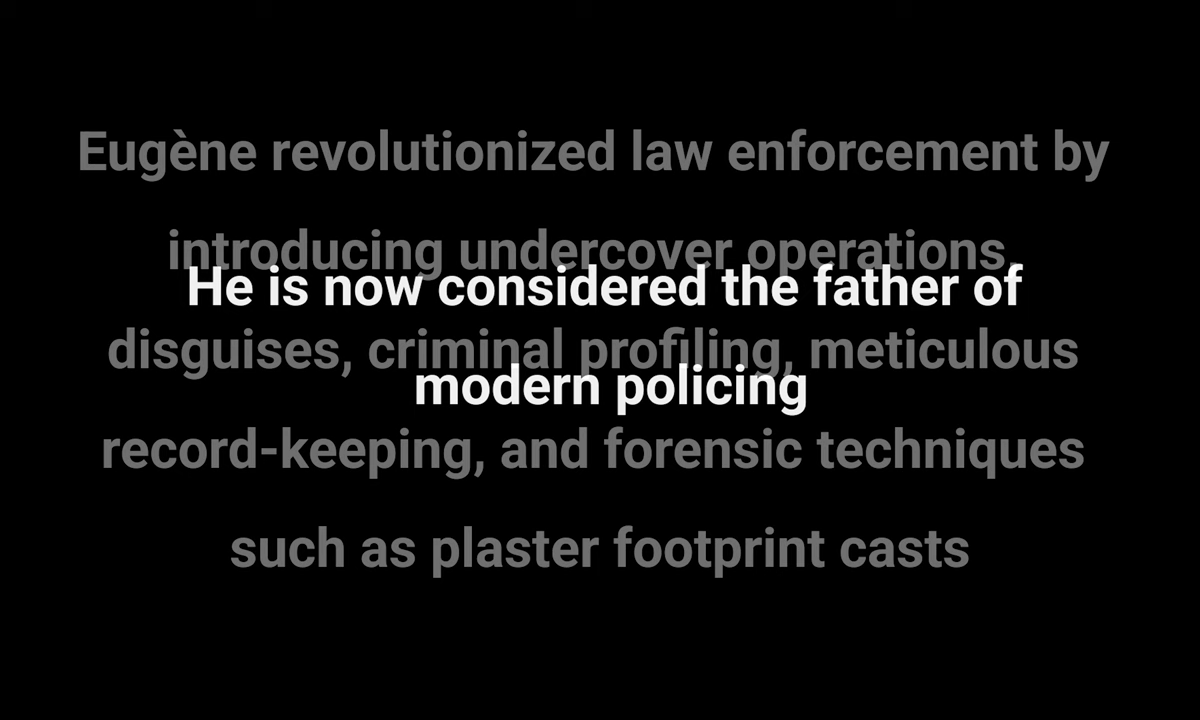 Eugène revolutionized law enforcement by
introducing undercover operations,
He is now considered the father of
disguises, criminal profiling, meticulous
modern policing
record-keeping, and forensic techniques
such as plaster footprint casts